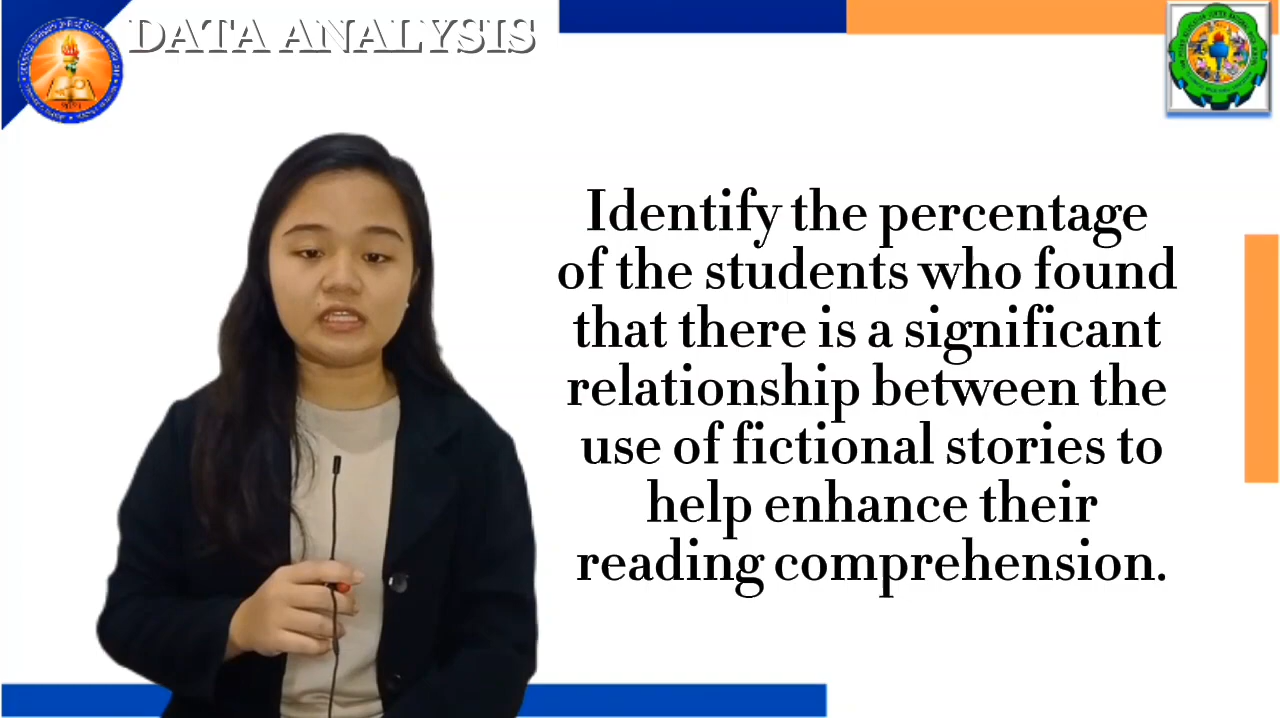 DATA ANALYSIS
Identify the percentage
of the students who found
that there is a significant
relationship between the
use of fictional stories to
help enhance their
reading comprehension.